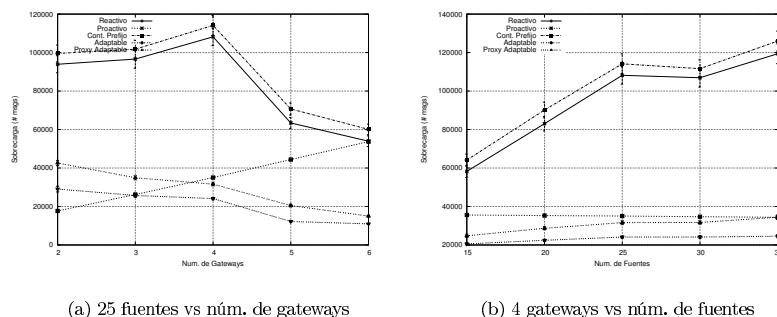 120000
100000
80000
60000
40000
20000
0
2
3
4
5
6
Sobrecarga (# msgs)
Num. de Gateways
Reactivo
Proactivo
Cont. Prefijo
Adaptable
Proxy Adaptable
140000
120000
100000
80000
60000
40000
20000
15
20
25
30
Sobrecarga (# msgs)
Num. de Fuentes
Reactivo
Proactivo
Cont. Prefijo
Adaptable
Proxy Adaptable
(a) 25 fuentes vs núm. de gateways
(b) 4 gateways vs núm. de fuentes